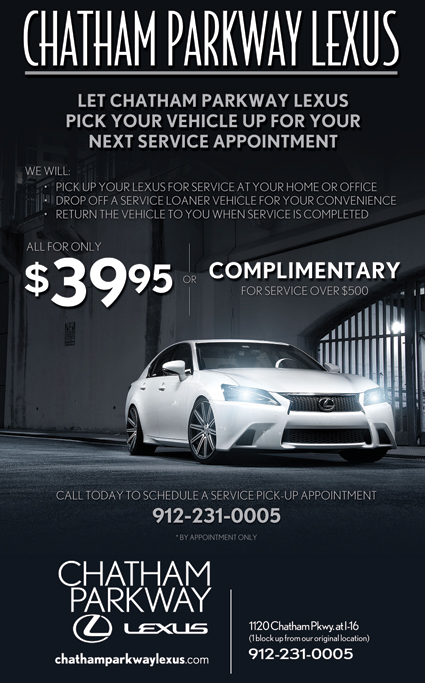 CHATHAM PARKWAY LEXUS
LET CHATHAM PARKWAY LEXUS
PICK YOUR VEHICLE UP FOR YOUR
NEXT SERVICE APPOINTMENT
WE WILL:
• PICK UP YOUR LEXUS FOR SERVICE AT YOUR HOME OR OFFICE
• DROP OFF A SERVICE LOANER VEHICLE FOR YOUR CONVENIENCE
• RETURN THE VEHICLE TO YOU WHEN SERVICE IS COMPLETED
ALL FOR ONLY
$39.95
OR
COMPLIMENTARY
FOR SERVICE OVER $500
CALL TODAY TO SCHEDULE A SERVICE PICK-UP APPOINTMENT
912-231-0005
*BY APPOINTMENT ONLY
CHATHAM
PARKWAY
LEXUS
chathamparkwaylexus.com
1120 Chatham Pkwy. at I-16
(1 block up from our original location)
912-231-0005